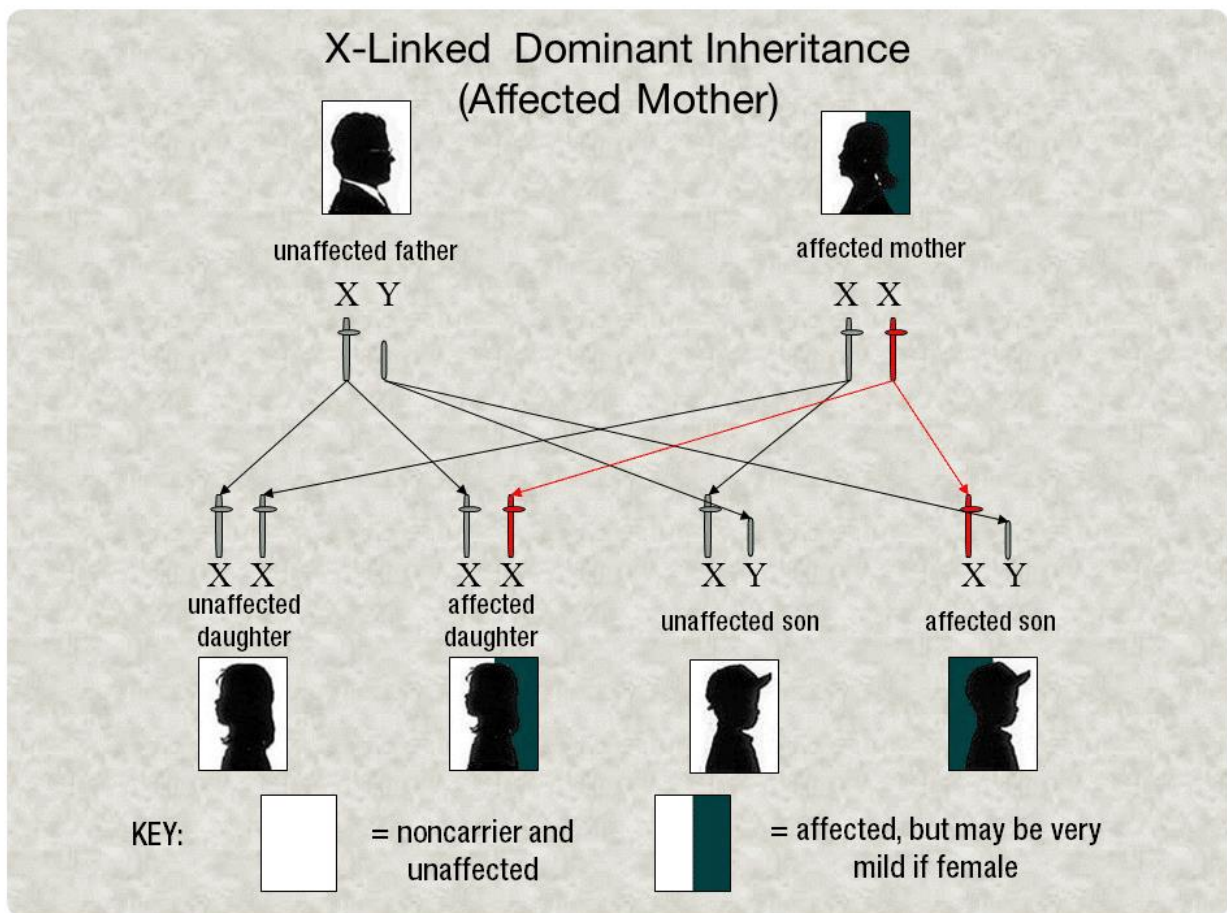 X-Linked Dominant Inheritance
(Affected Mother)
unaffected father
affected mother
X Y
X X
X X
X X
X Y
X Y
unaffected
daughter
affected
daughter
unaffected son
affected son
KEY:
= noncarrier and
unaffected
= affected, but may be very
mild if female